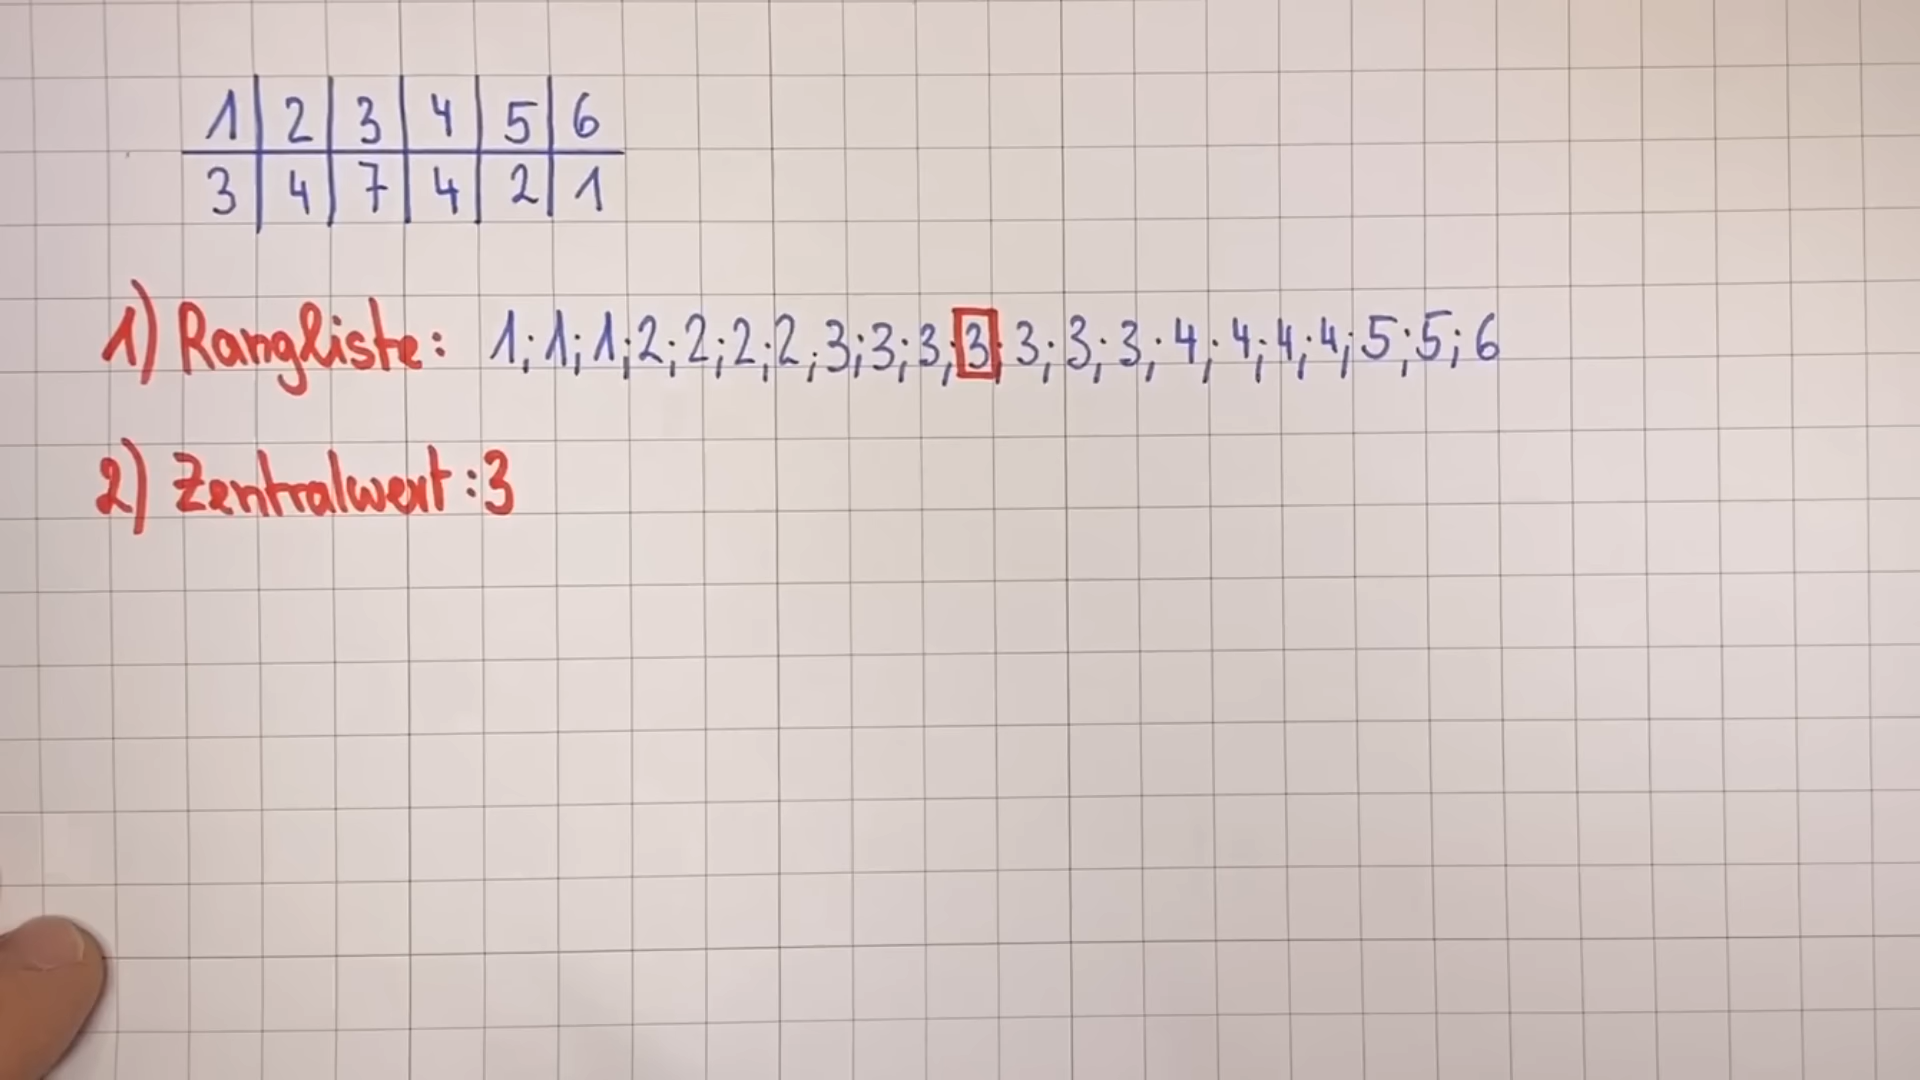 1 2 3 4 5 6
3 4 7 4 2 1
1) Rangliste: 1; 1; 1; 2; 2; 2; 2; 3; 3; 3; 3; 3; 3; 3; 4; 4; 4; 4; 5; 5; 6
2) Zentralwert: 3